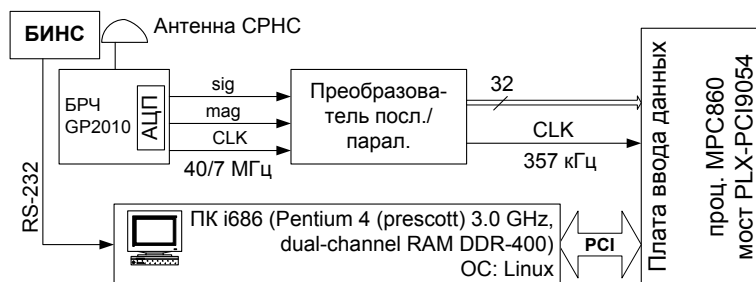 БИНС
Антенна СРНС
БРЧ
GP2010
АЦП
sig
mag
CLK
40/7 МГц
Преобразова-
тель посл./
парал.
32
CLK
357 кГц
Плата ввода данных
проц. MPC860
мост PLX-PCI9054
RS-232
ПК i686 (Pentium 4 (prescott) 3.0 GHz,
dual-channel RAM DDR-400)
ОС: Linux
PCI